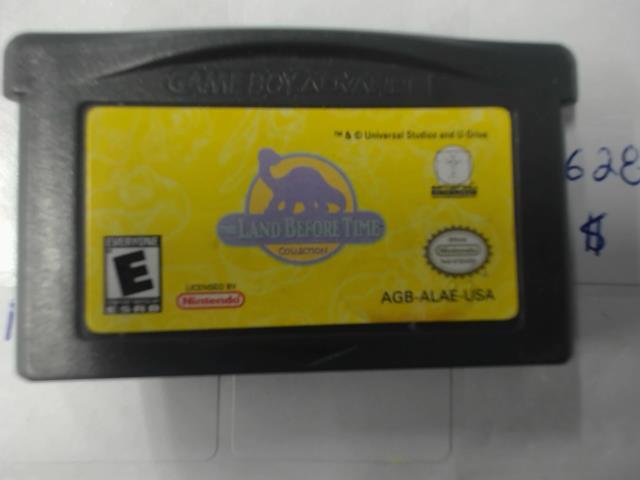 GAME BOY ADVANCE
™ & © Universal Studios and U-Drive
THE LAND BEFORE TIME
COLLECTION
EVERYONE
E
ESRB
LICENSED BY
Nintendo
Nintendo
AGB-ALAE-USA
628
$